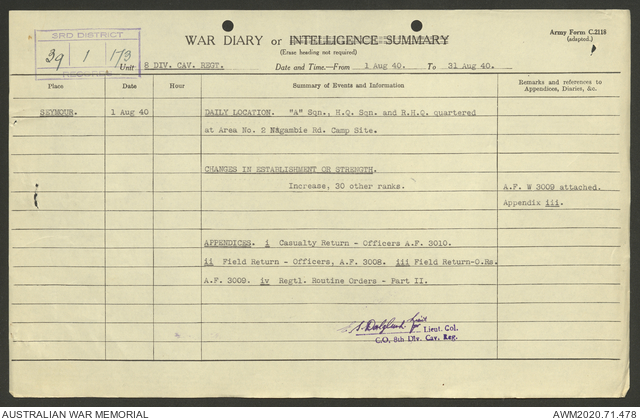 3RD DISTRICT
39 | 1 | 173
RECORDS
WAR DIARY or INTELLIGENCE SUMMARY
(Erase heading not required)
Army Form C.2118
(adapted.)
Unit 8 DIV. CAV. REGT. Date and Time—From 1 Aug 40. To 31 Aug 40.
Place Date Hour Summary of Events and Information Remarks and references to
Appendices, Diaries, &c.
SEYMOUR. 1 Aug 40 DAILY LOCATION. "A" Sqn., H.Q. Sqn. and R.H.Q. quartered
at Area No. 2 Nagambie Rd. Camp Site.
CHANGES IN ESTABLISHMENT OR STRENGTH.
Increase, 30 other ranks. A.F. W 3009 attached.
Appendix iii.
APPENDICES. i Casualty Return - Officers A.F. 3010.
ii Field Return - Officers, A.F. 3008. iii Field Return-O.Rs.
A.F. 3009. iv Regtl. Routine Orders - Part II.
for Lieut. Col.
C.O. 8th Div. Cav. Reg.
AUSTRALIAN WAR MEMORIAL AWM2020.71.478